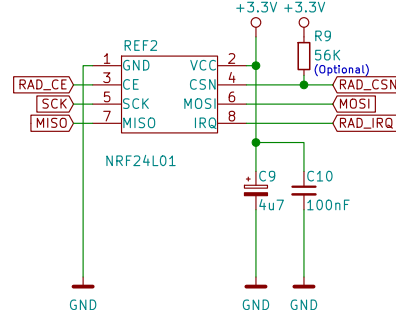 +3.3V +3.3V
R9
56K
(Optional)
REF2
1 GND VCC 2
RAD_CE 3 CE CSN 4 RAD_CSN
SCK 5 SCK MOSI 6 MOSI
MISO 7 MISO IRQ 8 RAD_IRQ
NRF24L01
+ C9 C10
4u7 100nF
GND GND GND